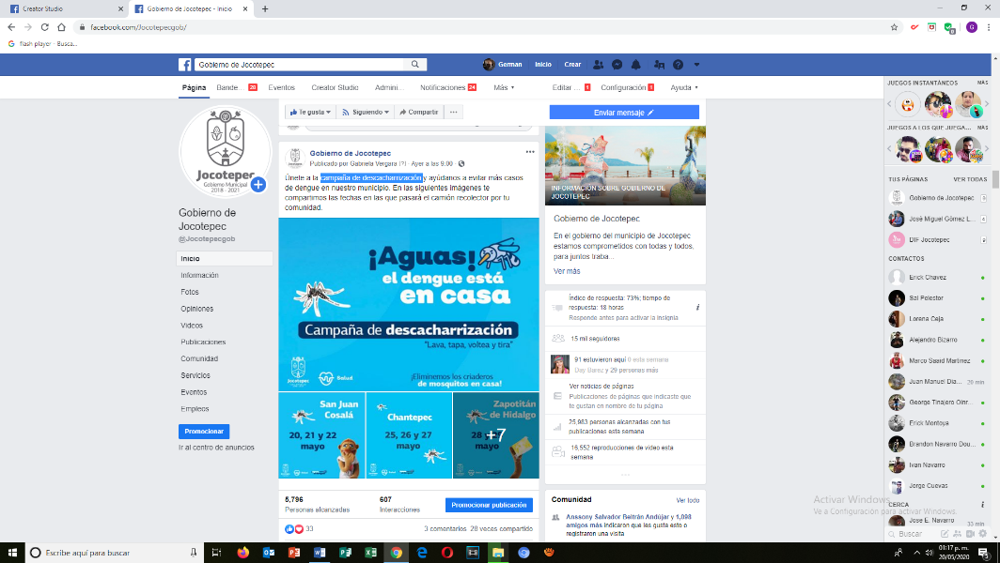 Creator Studio
Gobierno de Jocotepec - Inicio
facebook.com/Jocotepecgob/
flash player - Busca...
Gobierno de Jocotepec
German
Inicio
Crear
Página
Bande...
28
Eventos
Creator Studio
Admini...
Notificaciones
24
Más
Editar ...
1
Configuración
1
Ayuda
Te gusta
Siguiendo
Compartir
Enviar mensaje
Jocotepec
Gobierno Municipal
2018 - 2021
Gobierno de
Jocotepec
@Jocotepecgob
Inicio
Información
Fotos
Opiniones
Videos
Publicaciones
Comunidad
Servicios
Eventos
Empleos
Promocionar
Ir al centro de anuncios
Gobierno de Jocotepec
Publicado por Gabriela Vergara [?] · Ayer a las 9:00 ·
Únete a la campaña de descacharrización y ayúdanos a evitar más casos
de dengue en nuestro municipio. En las siguientes imágenes te
compartimos las fechas en las que pasará el camión recolector por tu
comunidad.
¡Aguas!
el dengue está
en casa
Campaña de descacharrización
"Lava, tapa, voltea y tira"
Jocotepec
Salud
¡Eliminemos los criaderos
de mosquitos en casa!
San Juan
Cosalá
20, 21 y 22
mayo
Chantepec
25, 26 y 27
mayo
Zapotitán
de Hidalgo
28
mayo
+7
5,796
Personas alcanzadas
607
Interacciones
Promocionar publicación
33
3 comentarios
28 veces compartido
INFORMACIÓN SOBRE GOBIERNO DE
JOCOTEPEC
Gobierno de Jocotepec
En el gobierno del municipio de Jocotepec
estamos comprometidos con todas y todos,
para juntos traba...
Ver más
Índice de respuesta: 73%; tiempo de
respuesta: 18 horas
Responde antes para activar la insignia
15 mil seguidores
91 estuvieron aquí 0 esta semana
Day Barez y 29 personas más
Ver noticias de páginas
Publicaciones de páginas que indicaste que
te gustan en nombre de tu página
25,983 personas alcanzadas con tus
publicaciones esta semana
16,552 reproducciones de video esta
semana
Comunidad
Ver todo
Anssony Salvador Beltrán Andújar y 1,098
amigos más indicaron que les gusta esto o
registraron una visita
JUEGOS INSTANTÁNEOS
MÁS
JUEGOS A LOS QUE JUEGA...
MÁS
TUS PÁGINAS
VER TODAS
Gobierno de Jocotepec
José Miguel Gómez L...
4
DIF Jocotepec
9
CONTACTOS
Erick Chavez
Sal Pelestor
Lorena Ceja
Alejandro Bizarro
Marco Saaid Martinez
Juan Manuel Dia...
20 min
George Tinajero Olnr...
Erick Montoya
Brandon Navarro Dou...
Ivan Navarro
Jorge Cuevas
CERCA
Jose E. Navarro
Buscar
Activar Windows
Ve a Configuración para activar Windows.
Escribe aquí para buscar
01:17 p. m.
20/05/2020